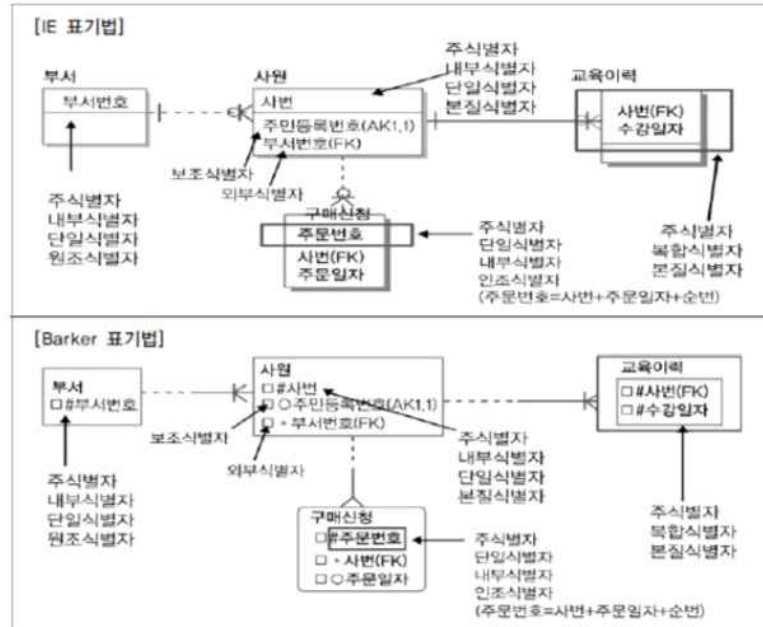 [IE 표기법]
부서
부서번호
주식별자
내부식별자
단일식별자
원조식별자
사원
사번
주민등록번호(AK1,1)
부서번호(FK)
보조식별자
외부식별자
주식별자
내부식별자
단일식별자
본질식별자
교육이력
사번(FK)
수강일자
주식별자
복합식별자
본질식별자
구매신청
주문번호
사번(FK)
주문일자
주식별자
단일식별자
내부식별자
인조식별자
(주문번호=사번+주문일자+순번)
[Barker 표기법]
부서
□#부서번호
주식별자
내부식별자
단일식별자
원조식별자
사원
□#사번
□○주민등록번호(AK1,1)
□*부서번호(FK)
보조식별자
외부식별자
주식별자
내부식별자
단일식별자
본질식별자
교육이력
□#사번(FK)
□#수강일자
주식별자
복합식별자
본질식별자
구매신청
□#주문번호
□*사번(FK)
□○주문일자
주식별자
단일식별자
내부식별자
인조식별자
(주문번호=사번+주문일자+순번)